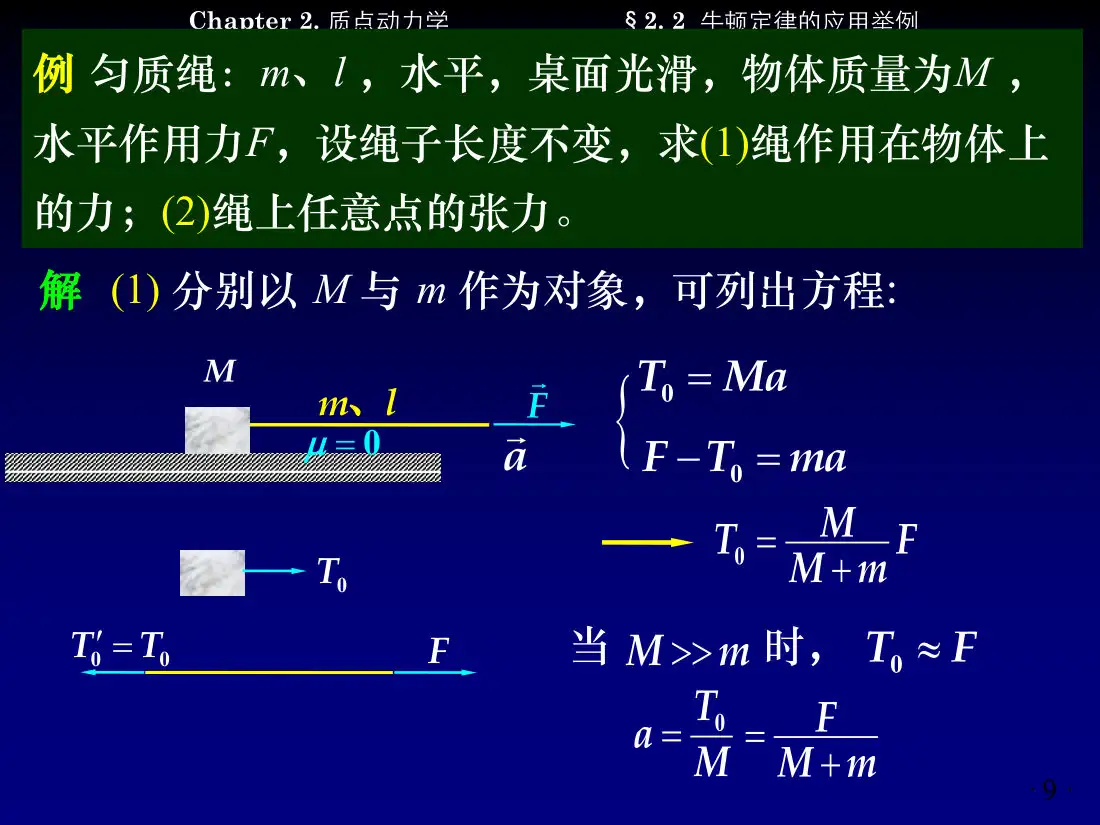 Chapter 2. 质点动力学 §2.2 牛顿定律的应用举例
例 匀质绳：m、l，水平，桌面光滑，物体质量为M，
水平作用力F，设绳子长度不变，求(1)绳作用在物体上
的力；(2)绳上任意点的张力。
解 (1) 分别以 M 与 m 作为对象，可列出方程:
M
m、l
F⃗
μ = 0
a⃗
T₀ = Ma
F − T₀ = ma
T₀ = M/(M+m) F
T₀
T₀′ = T₀
F
当 M >> m 时， T₀ ≈ F
a = T₀/M = F/(M+m)
·9·